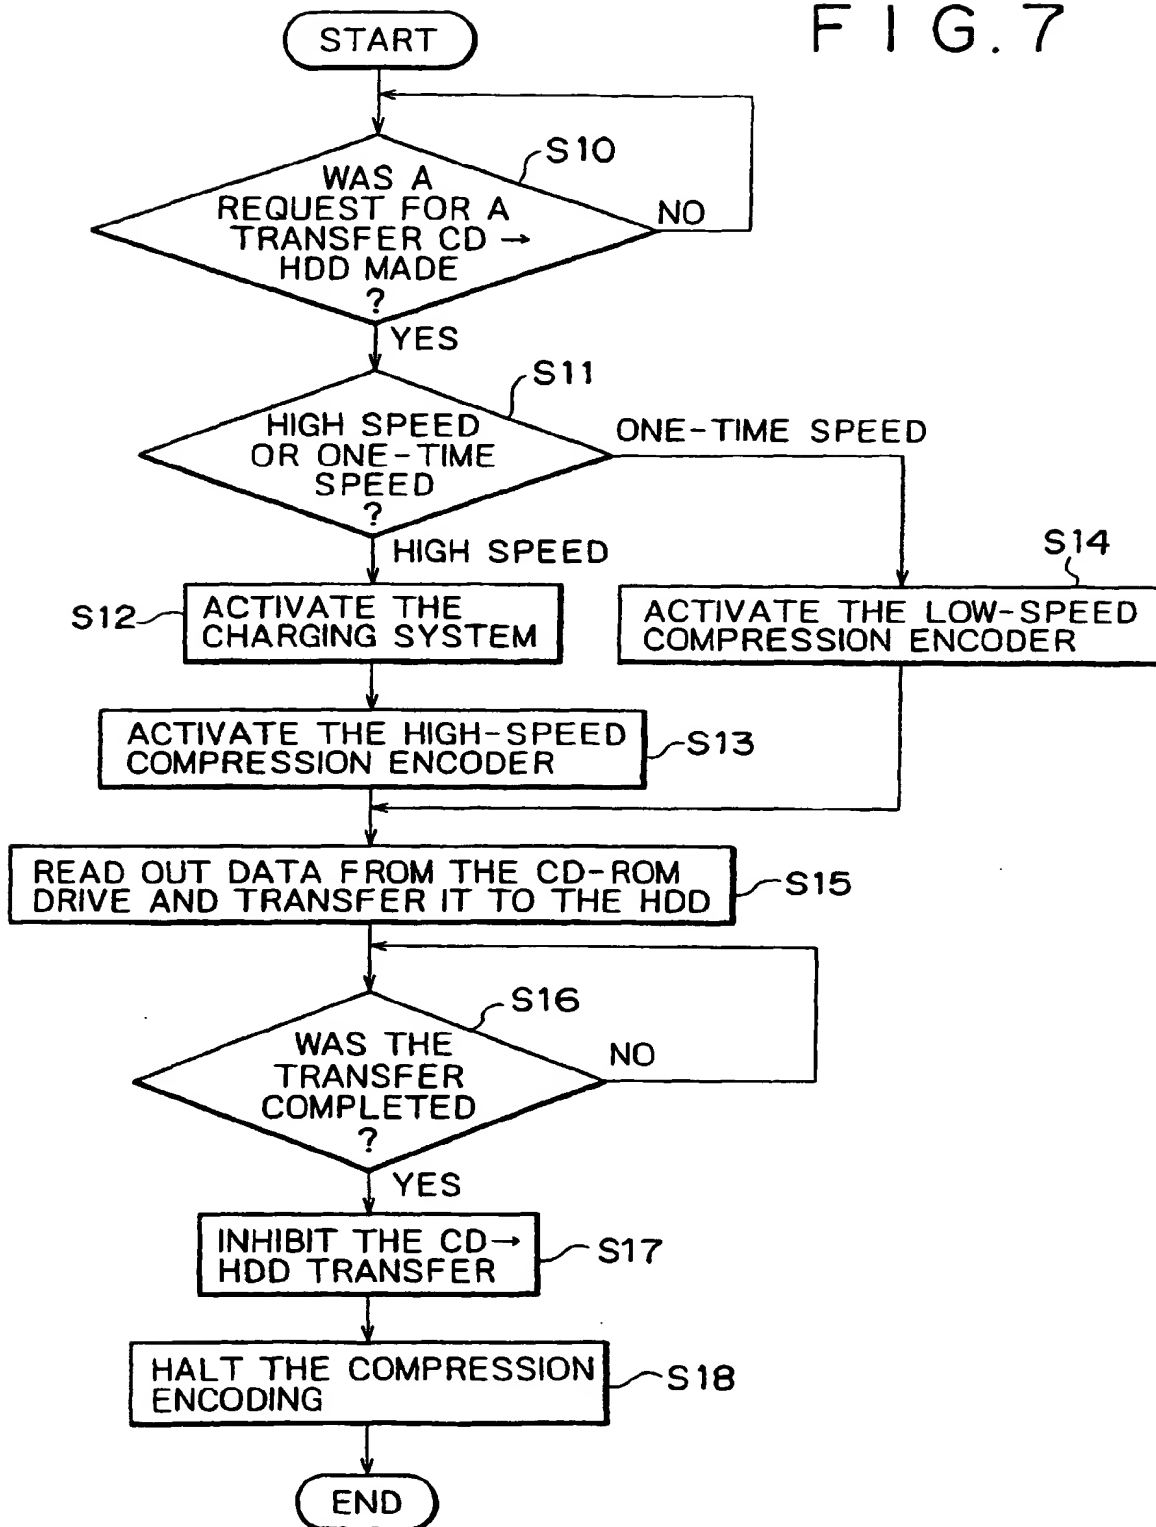 FIG.7
START
S10
WAS A
REQUEST FOR A
TRANSFER CD →
HDD MADE
?
NO
YES
S11
HIGH SPEED
OR ONE-TIME
SPEED
?
ONE-TIME SPEED
HIGH SPEED
S12
ACTIVATE THE
CHARGING SYSTEM
S14
ACTIVATE THE LOW-SPEED
COMPRESSION ENCODER
ACTIVATE THE HIGH-SPEED
COMPRESSION ENCODER
S13
READ OUT DATA FROM THE CD-ROM
DRIVE AND TRANSFER IT TO THE HDD
S15
S16
WAS THE
TRANSFER
COMPLETED
?
NO
YES
INHIBIT THE CD→
HDD TRANSFER
S17
HALT THE COMPRESSION
ENCODING
S18
END